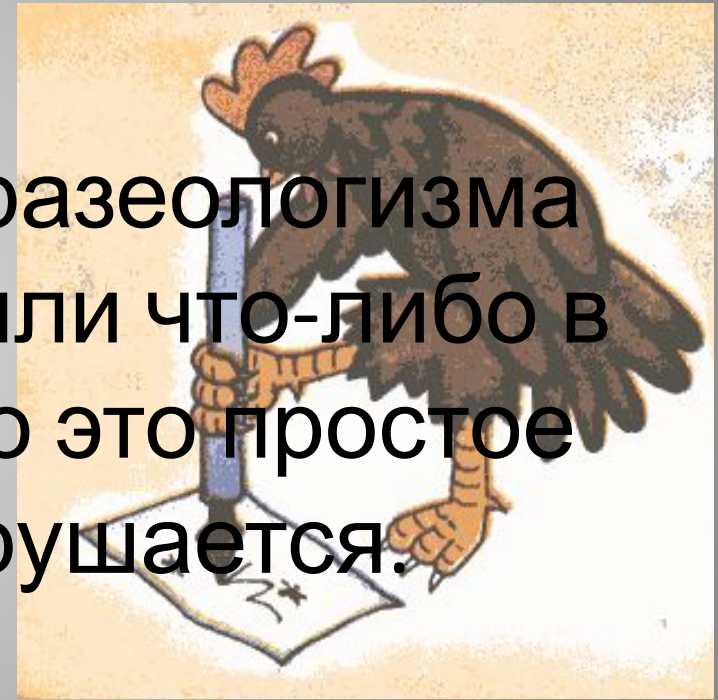 разеологизма
или что-либо в
о это простое
рушается.